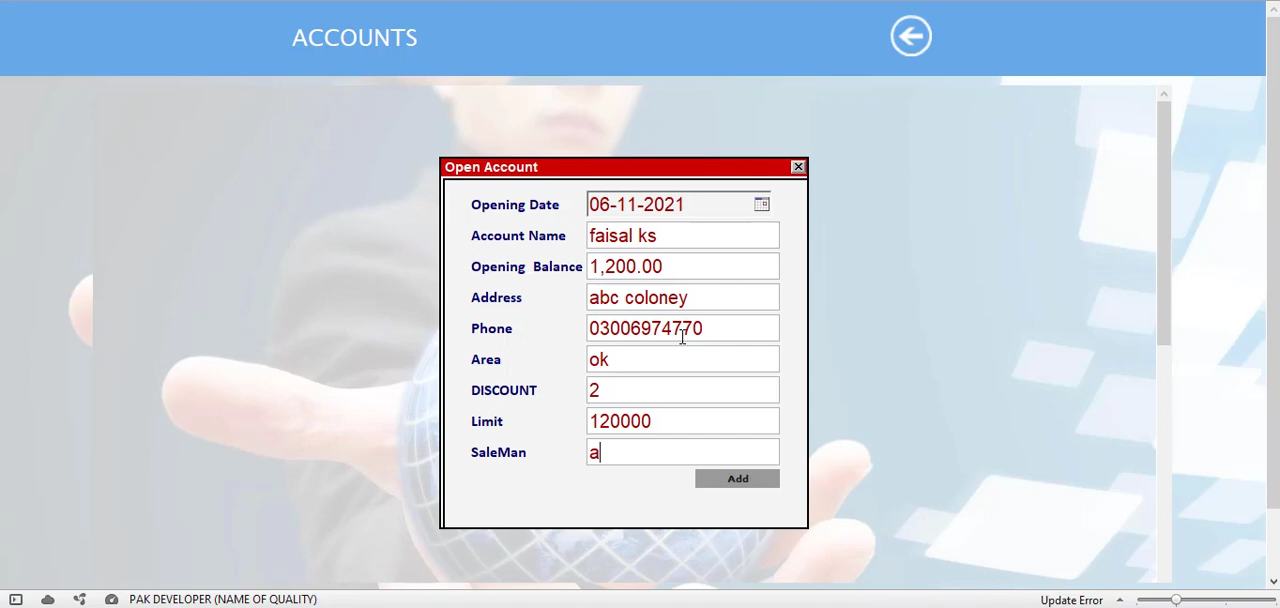 ACCOUNTS
Open Account
Opening Date 06-11-2021
Account Name faisal ks
Opening Balance 1,200.00
Address abc coloney
Phone 03006974770
Area ok
DISCOUNT 2
Limit 120000
SaleMan a
Add
PAK DEVELOPER (NAME OF QUALITY) Update Error